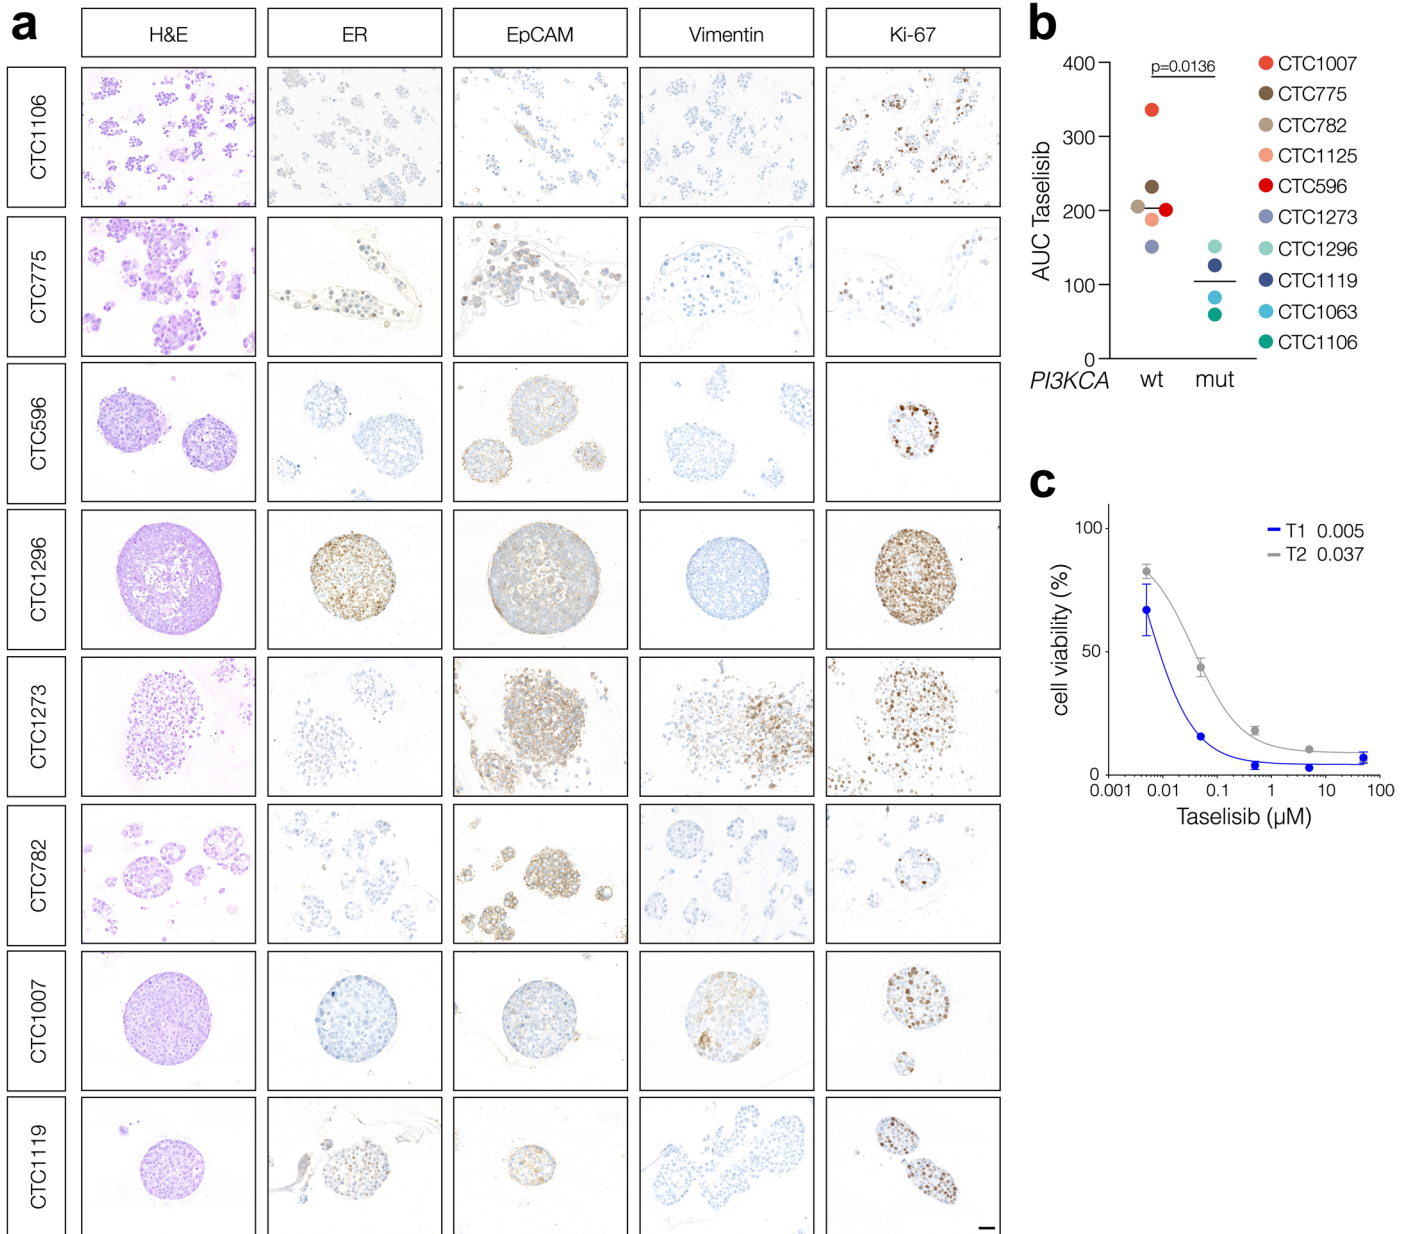 a
H&E
ER
EpCAM
Vimentin
Ki-67
CTC1106
CTC775
CTC596
CTC1296
CTC1273
CTC782
CTC1007
CTC1119
b
400
300
200
100
0
AUC Taselisib
p=0.0136
PI3KCA
wt
mut
CTC1007
CTC775
CTC782
CTC1125
CTC596
CTC1273
CTC1296
CTC1119
CTC1063
CTC1106
c
100
50
0
cell viability (%)
T1 0.005
T2 0.037
0.001
0.01
0.1
1
10
100
Taselisib (µM)